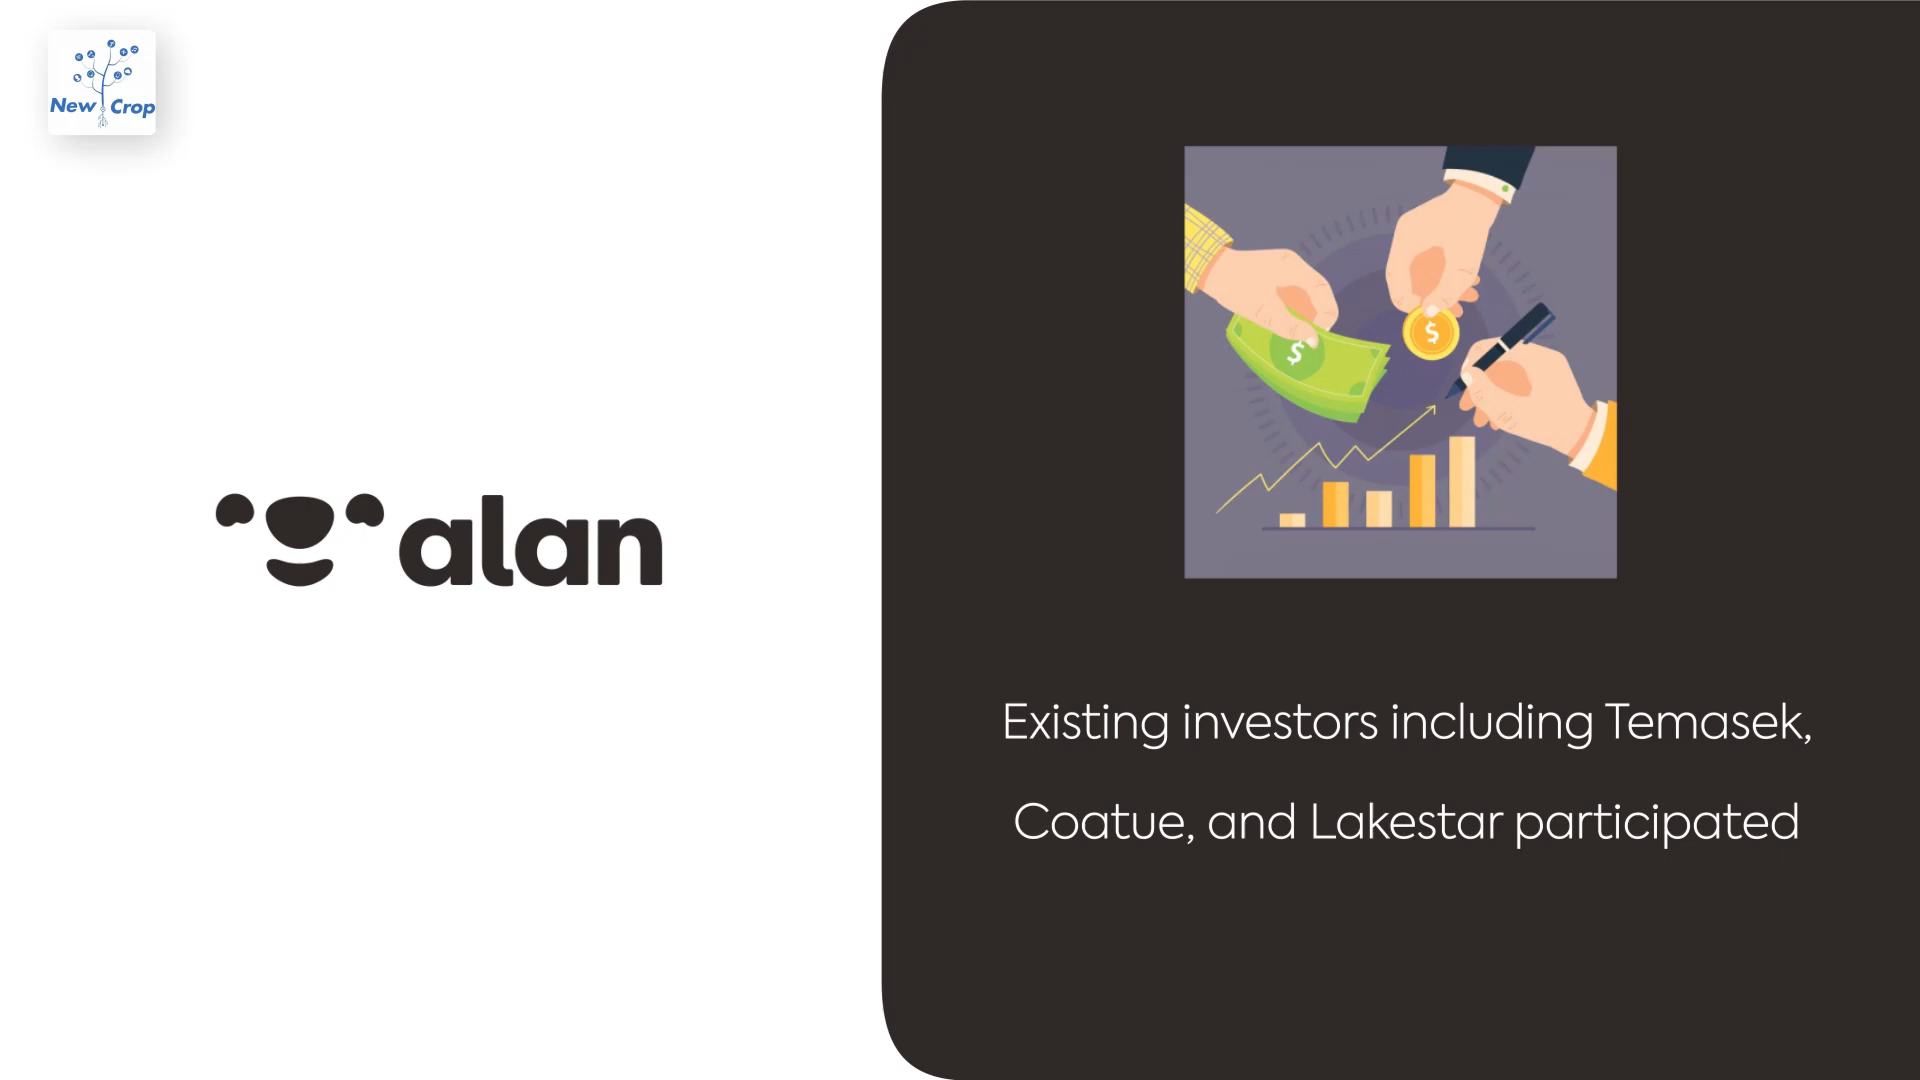 New Crop
alan
$
$
Existing investors including Temasek,
Coatue, and Lakestar participated